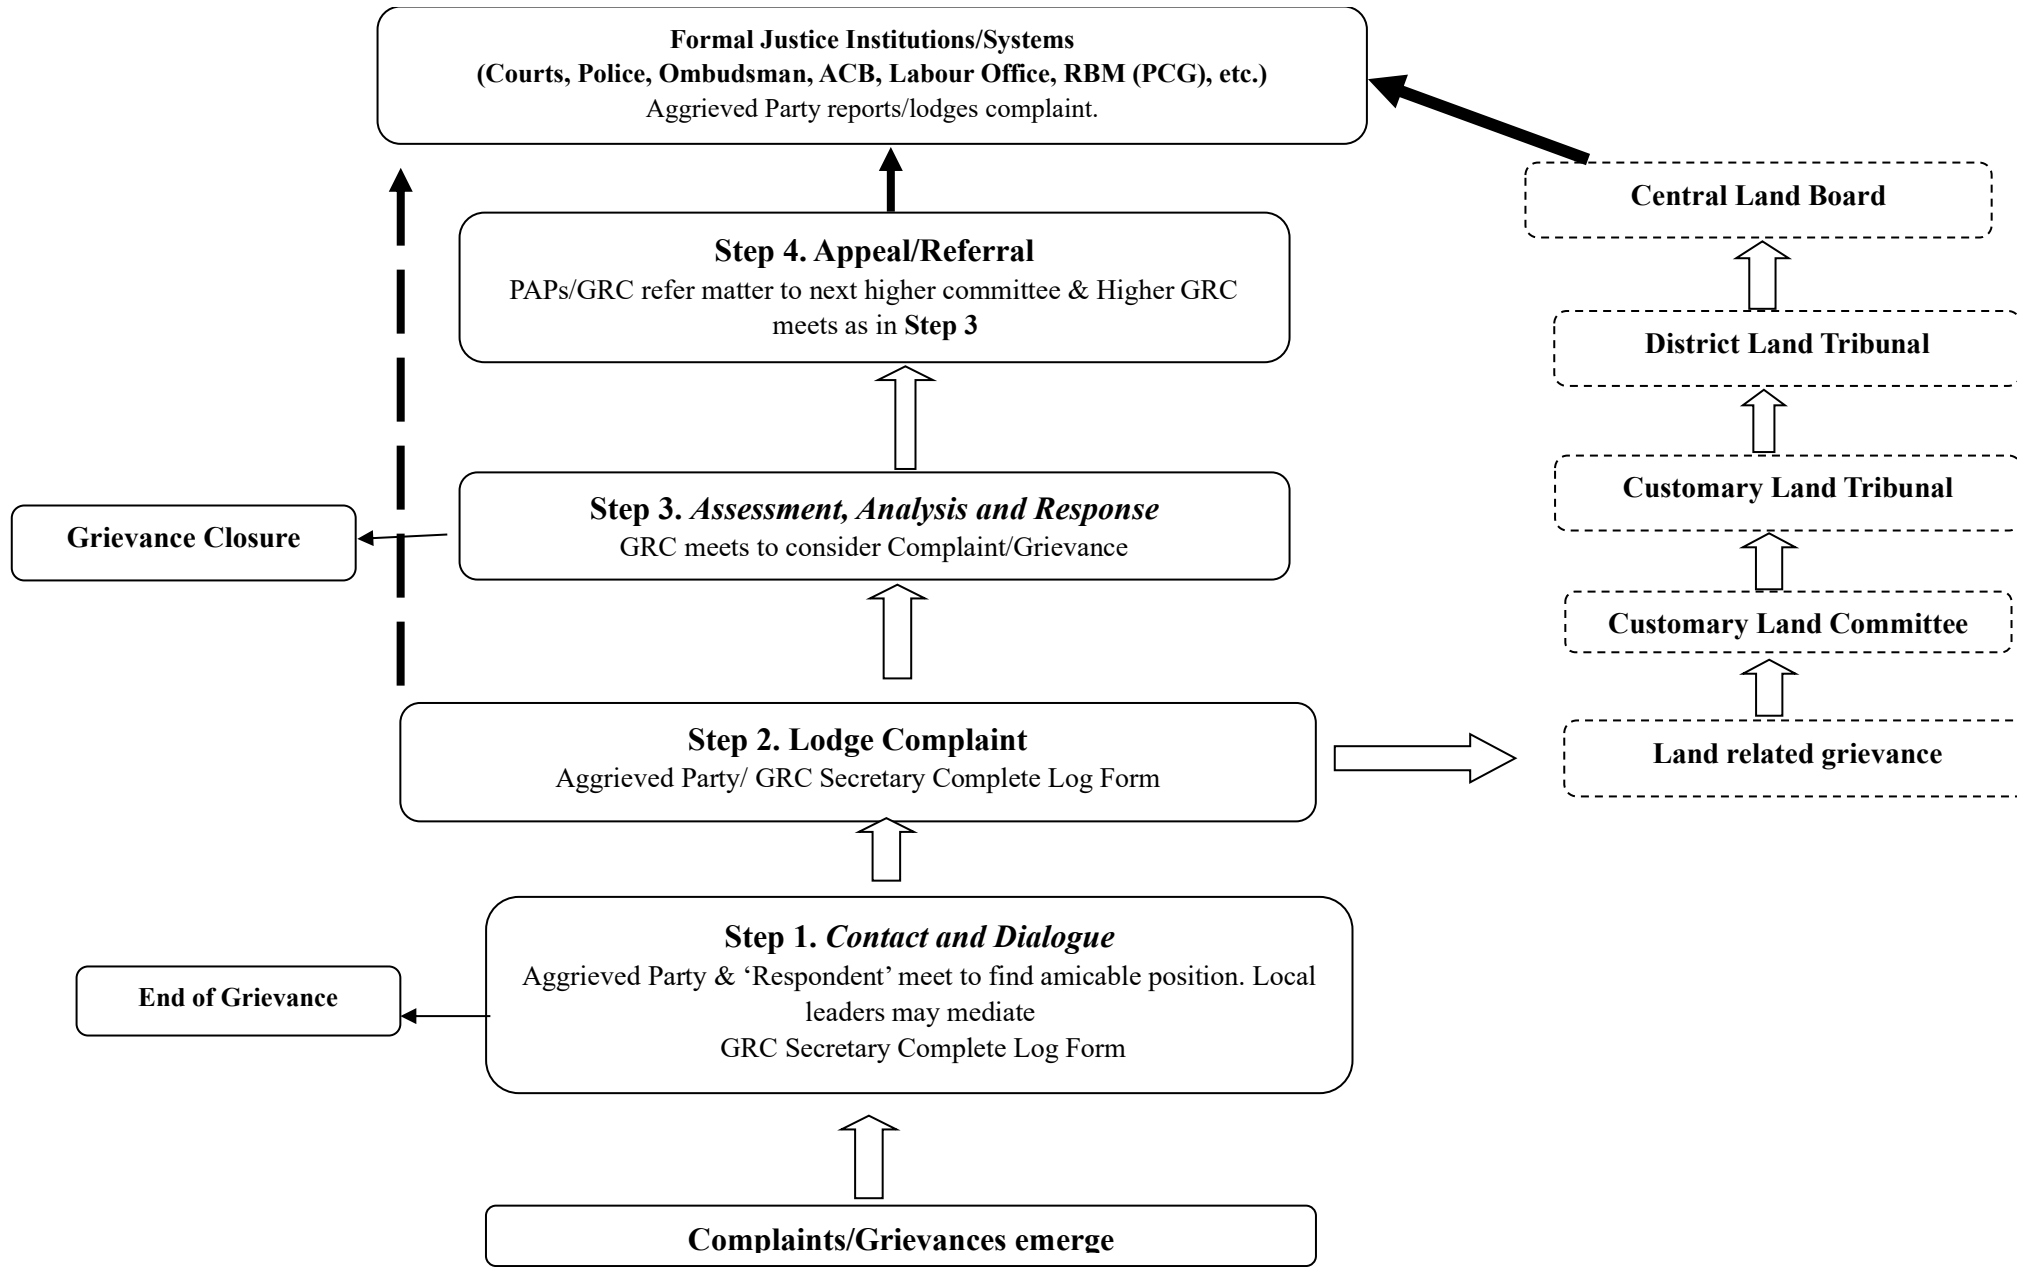 Formal Justice Institutions/Systems
(Courts, Police, Ombudsman, ACB, Labour Office, RBM (PCG), etc.)
Aggrieved Party reports/lodges complaint.
Central Land Board
Step 4. Appeal/Referral
PAPs/GRC refer matter to next higher committee & Higher GRC
meets as in Step 3
District Land Tribunal
Customary Land Tribunal
Step 3. Assessment, Analysis and Response
GRC meets to consider Complaint/Grievance
Grievance Closure
Customary Land Committee
Step 2. Lodge Complaint
Aggrieved Party/ GRC Secretary Complete Log Form
Land related grievance
Step 1. Contact and Dialogue
Aggrieved Party & ‘Respondent’ meet to find amicable position. Local
leaders may mediate
GRC Secretary Complete Log Form
End of Grievance
Complaints/Grievances emerge